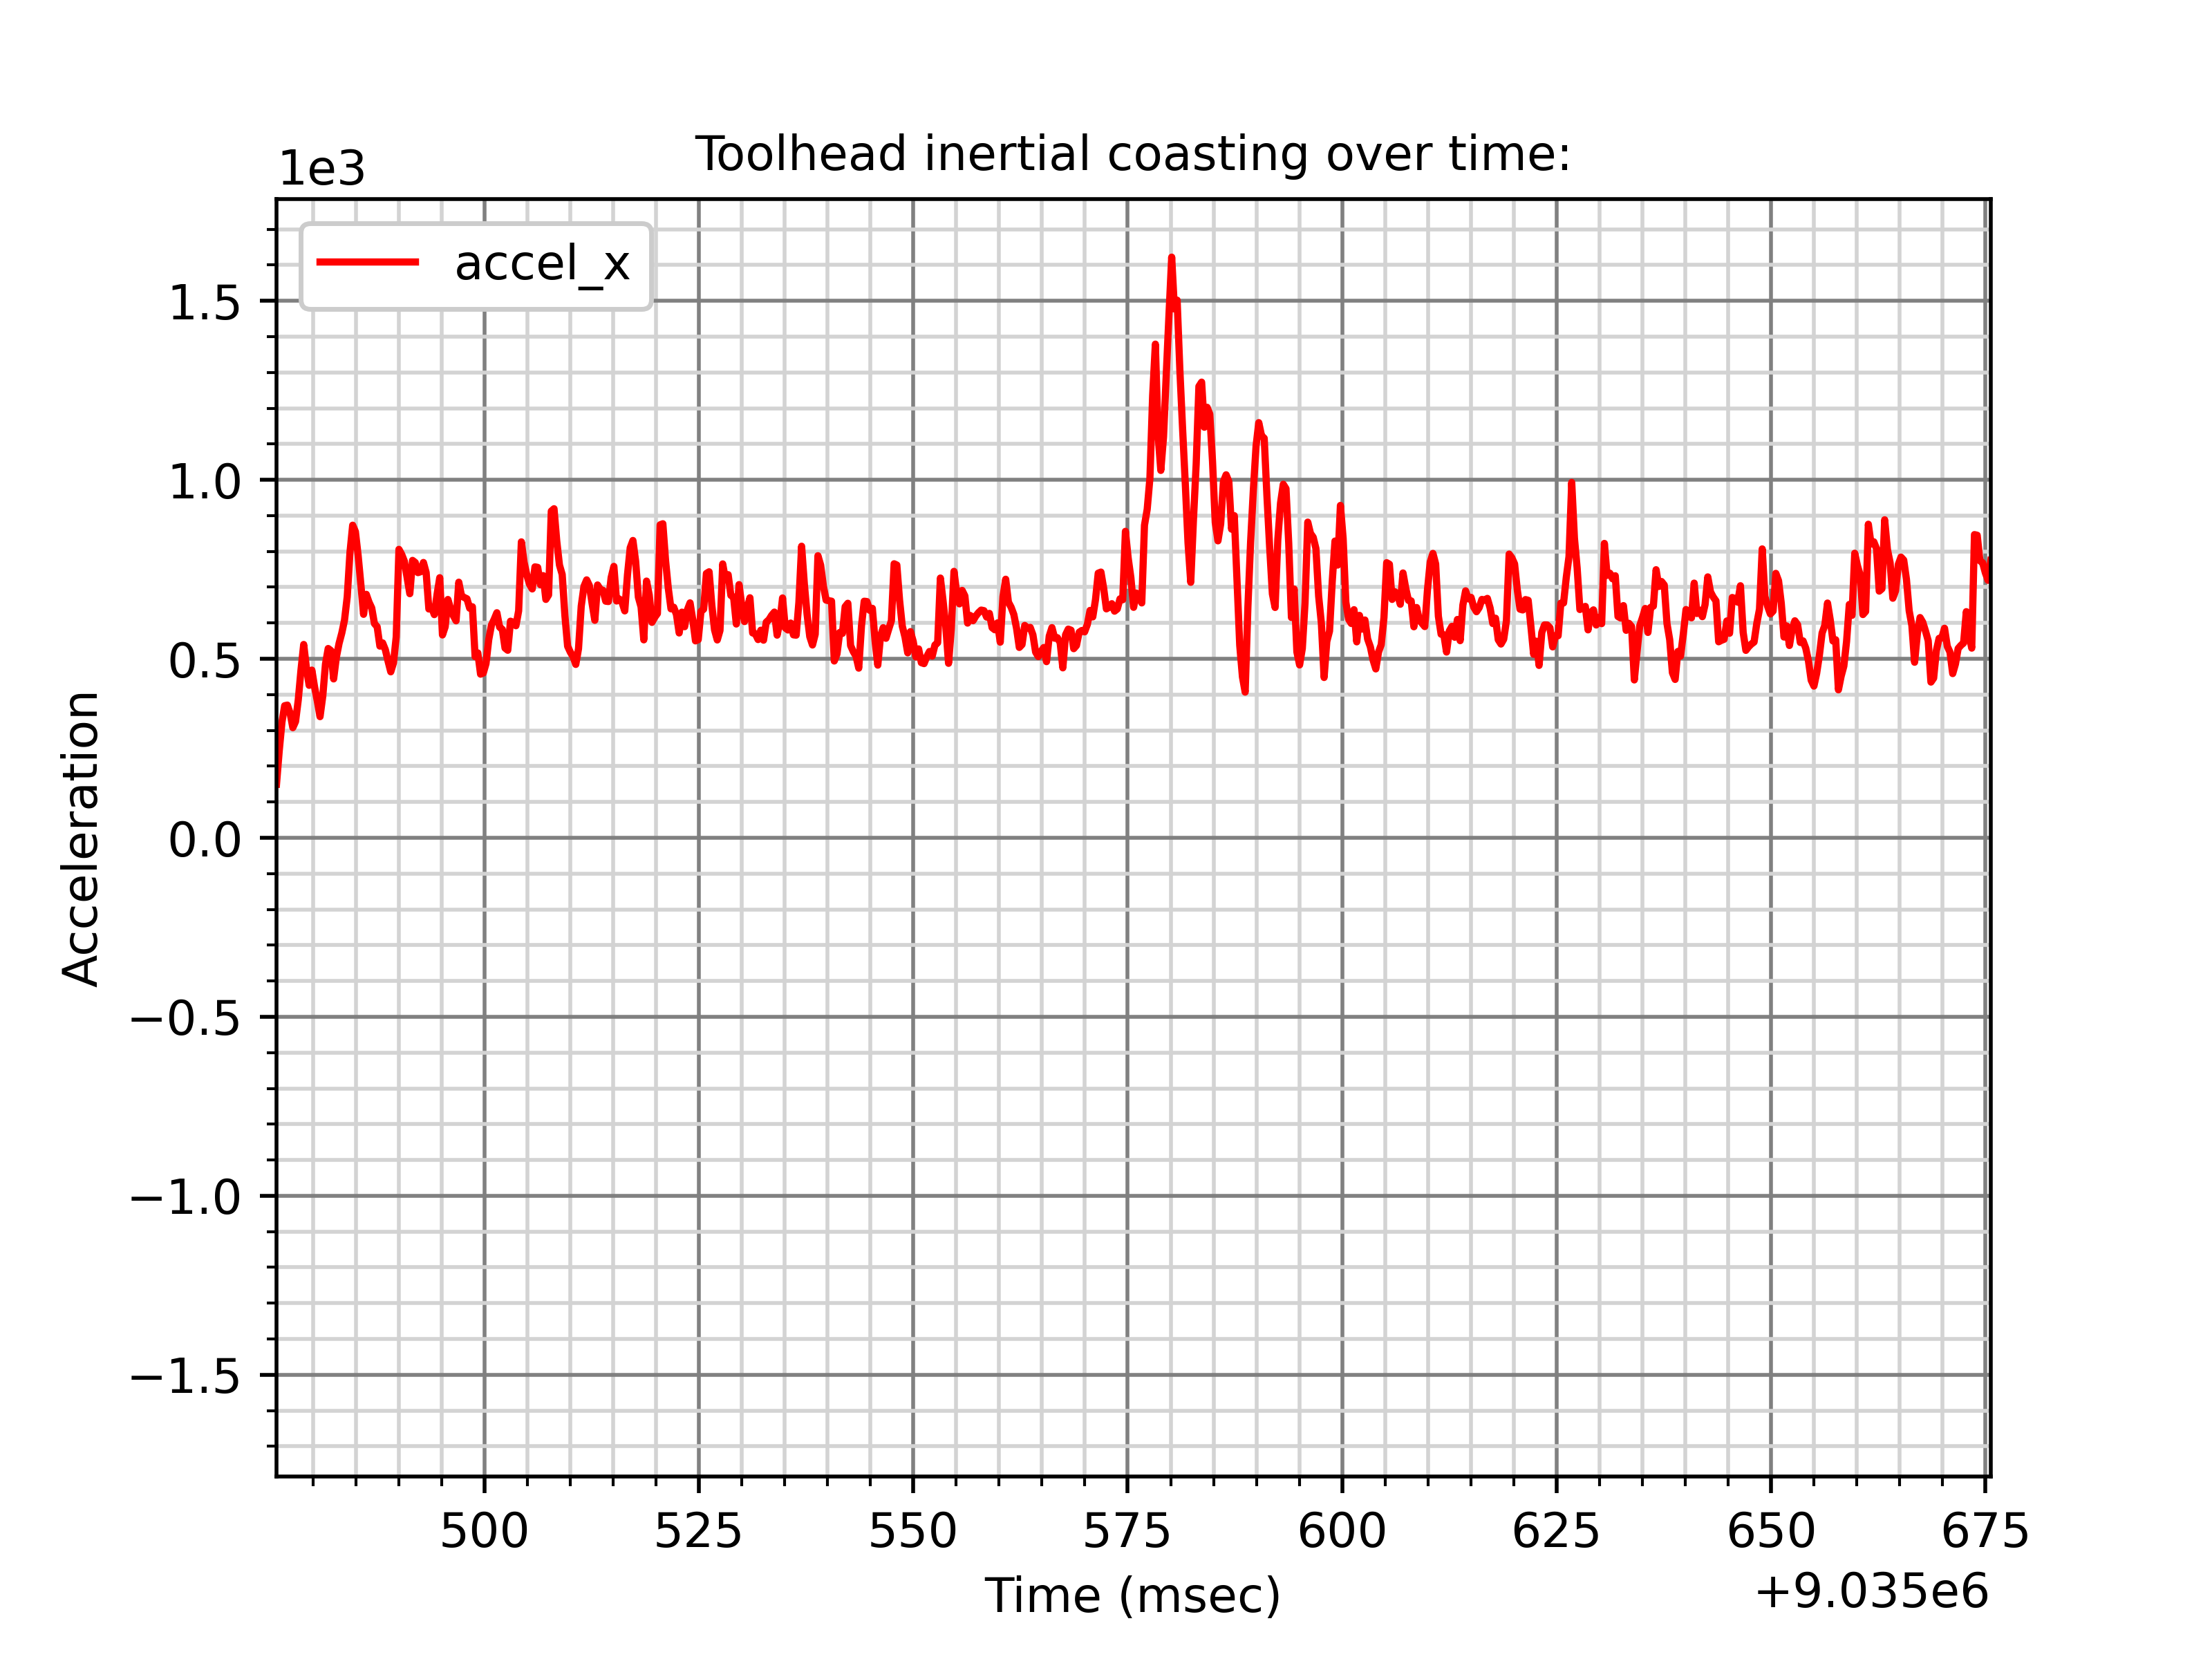 Toolhead inertial coasting over time:
1e3
accel_x
1.5
1.0
0.5
0.0
−0.5
−1.0
−1.5
Acceleration
500 525 550 575 600 625 650 675
Time (msec)
+9.035e6